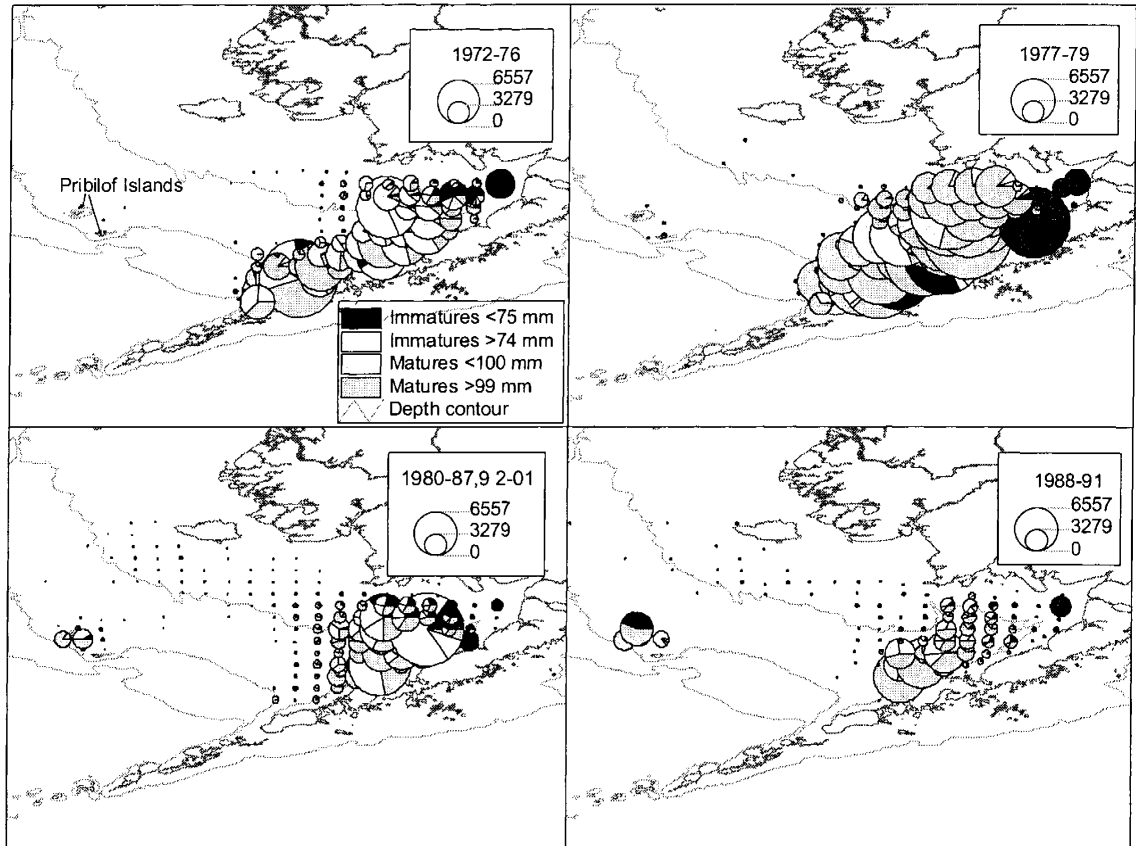 1972-76
6557
3279
0
Pribilof Islands
Immatures <75 mm
Immatures >74 mm
Matures <100 mm
Matures >99 mm
Depth contour
1977-79
6557
3279
0
1980-87,9 2-01
6557
3279
0
1988-91
6557
3279
0